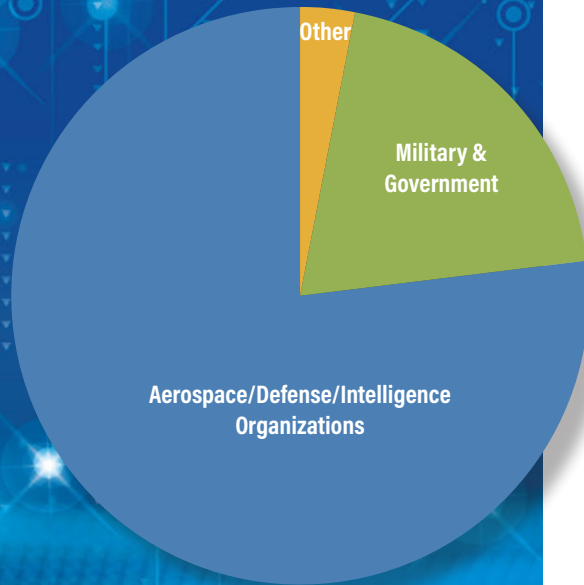 Other
Military &
Government
Aerospace/Defense/Intelligence
Organizations